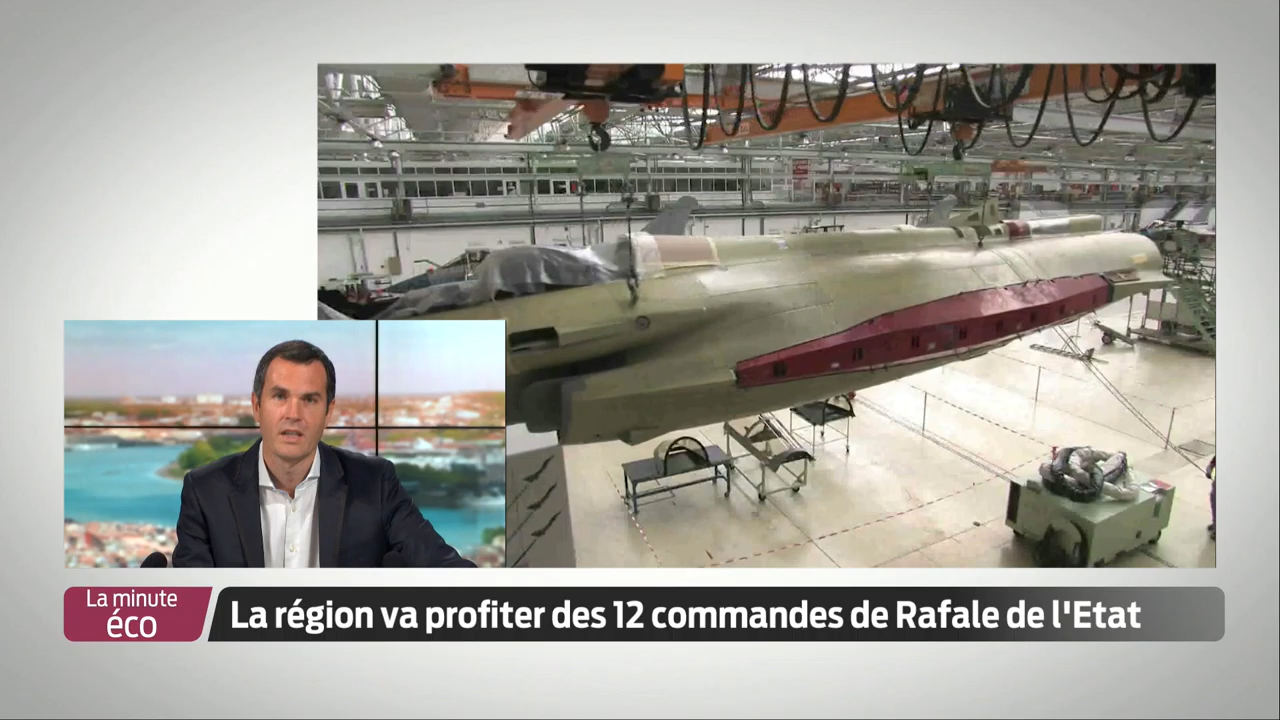 La minute
éco
La région va profiter des 12 commandes de Rafale de l'Etat